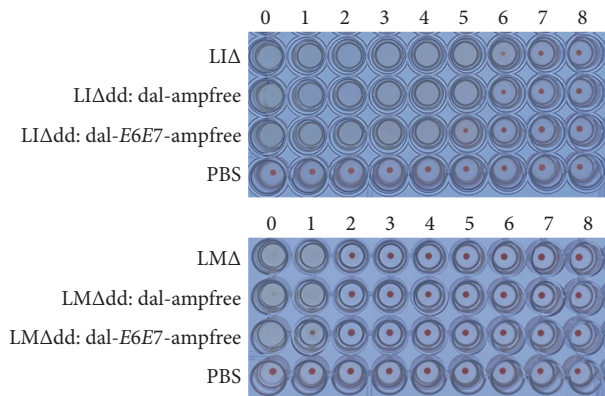 0 1 2 3 4 5 6 7 8
LIΔ
LIΔdd: dal-ampfree
LIΔdd: dal-E6E7-ampfree
PBS
0 1 2 3 4 5 6 7 8
LMΔ
LMΔdd: dal-ampfree
LMΔdd: dal-E6E7-ampfree
PBS